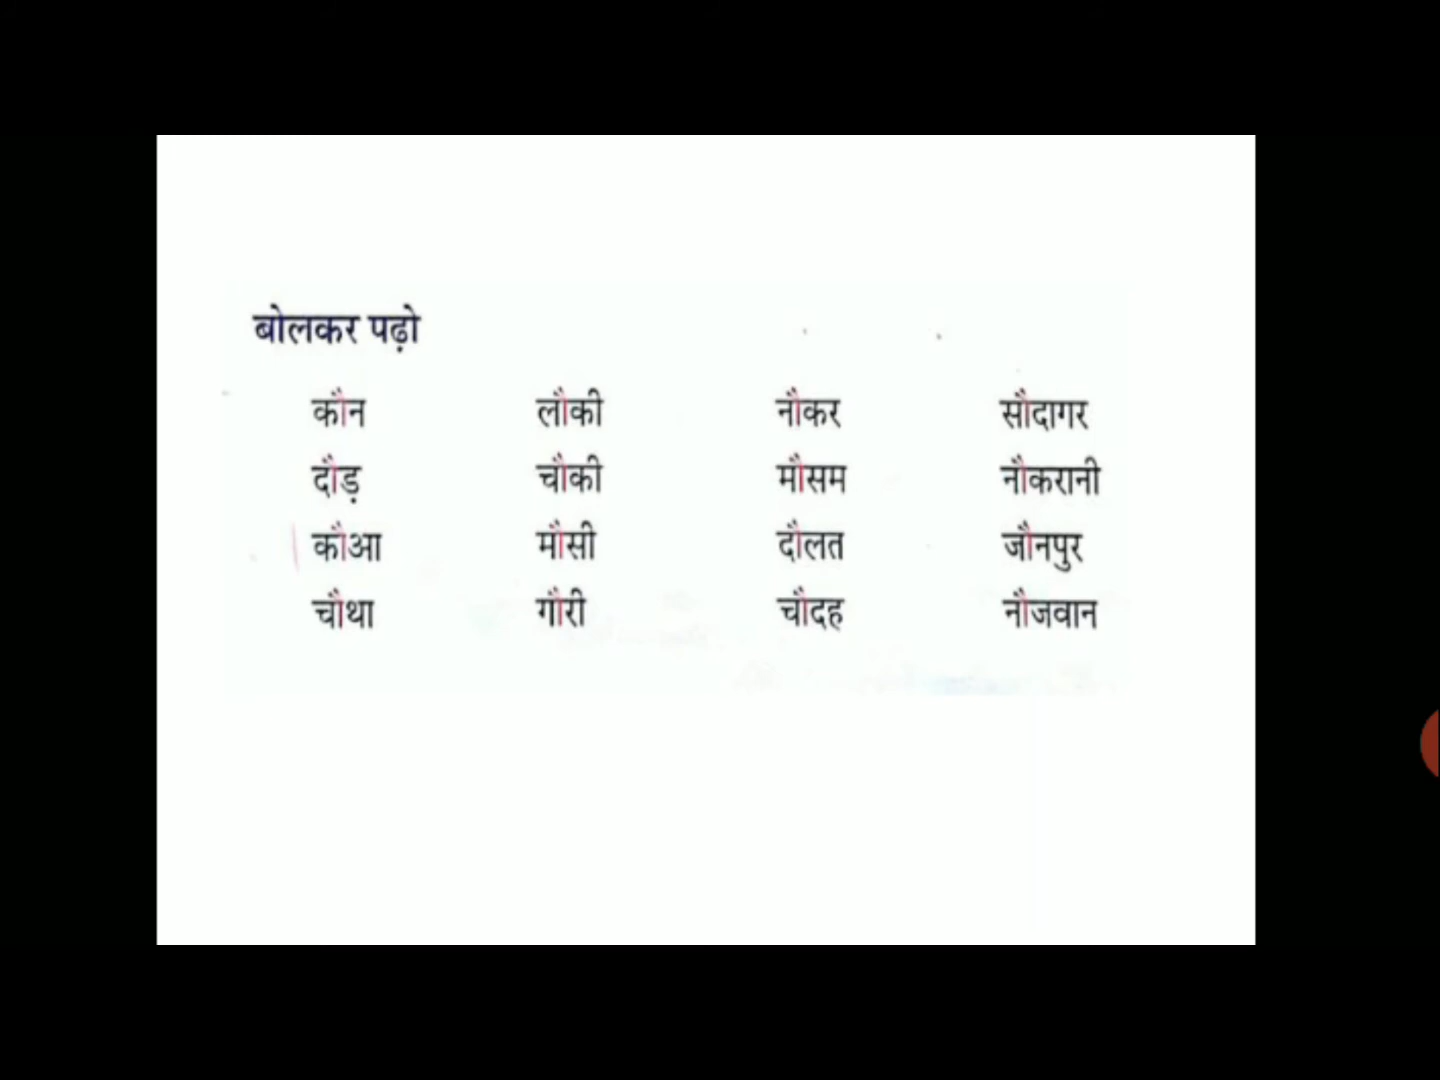 बोलकर पढ़ो
कौन लौकी नौकर सौदागर
दौड़ चौकी मौसम नौकरानी
कौआ मौसी दौलत जौनपुर
चौथा गौरी चौदह नौजवान